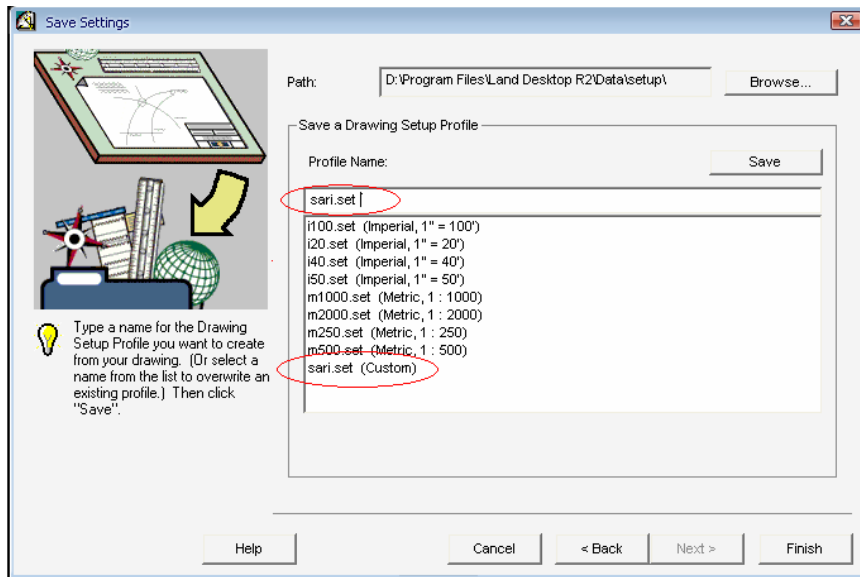 Save Settings
Path:
D:\Program Files\Land Desktop R2\Data\setup\
Browse...
Save a Drawing Setup Profile
Profile Name:
Save
sari.set
i100.set (Imperial, 1" = 100')
i20.set (Imperial, 1" = 20')
i40.set (Imperial, 1" = 40')
i50.set (Imperial, 1" = 50')
m1000.set (Metric, 1 : 1000)
m2000.set (Metric, 1 : 2000)
m250.set (Metric, 1 : 250)
m500.set (Metric, 1 : 500)
sari.set (Custom)
Type a name for the Drawing
Setup Profile you want to create
from your drawing. (Or select a
name from the list to overwrite an
existing profile.) Then click
"Save".
Help
Cancel
< Back
Next >
Finish